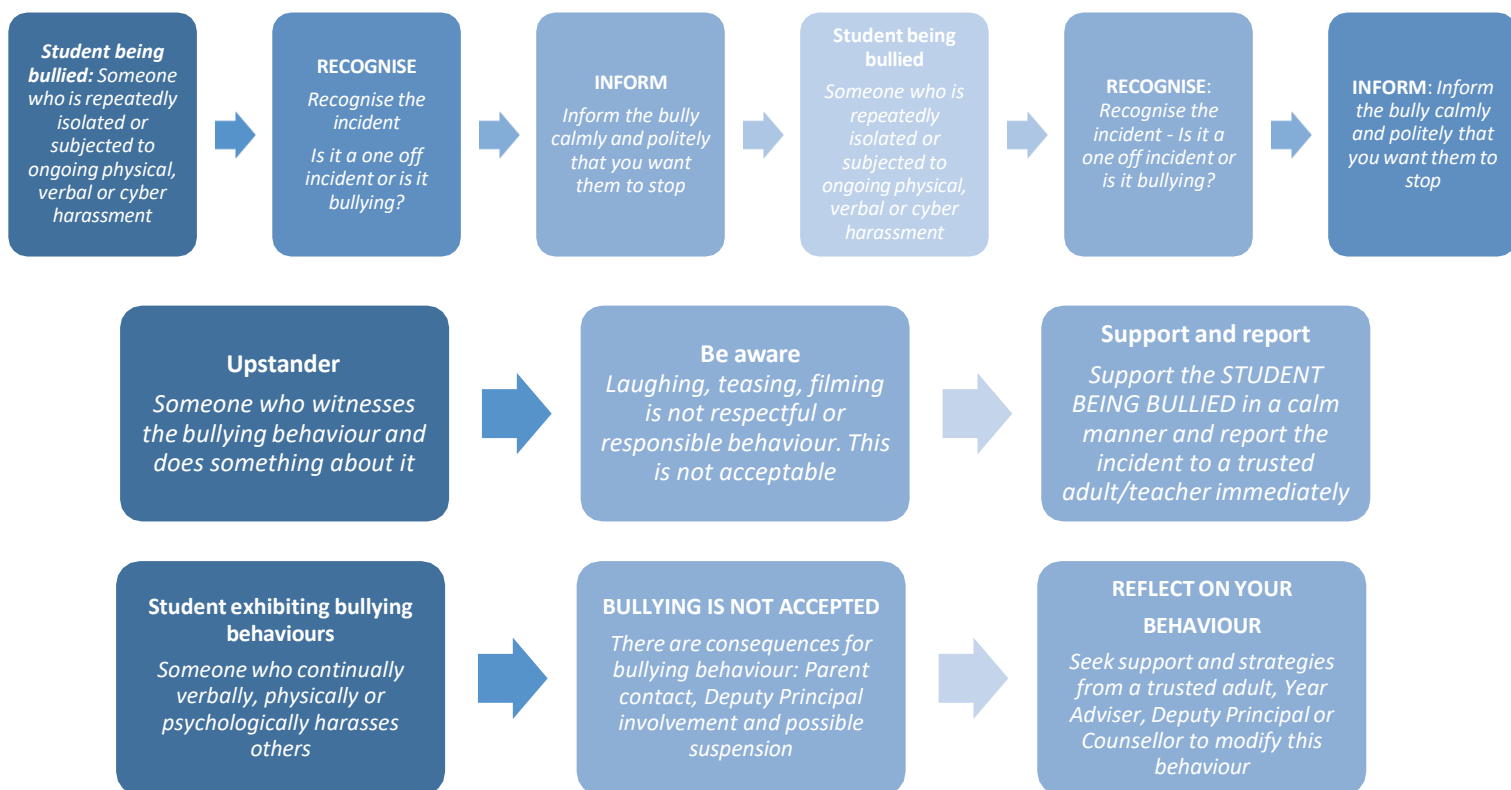 Student being
bullied: Someone
who is repeatedly
isolated or
subjected to
ongoing physical,
verbal or cyber
harassment
RECOGNISE
Recognise the
incident
Is it a one off
incident or is it
bullying?
INFORM
Inform the bully
calmly and politely
that you want
them to stop
Student being
bullied
Someone who is
repeatedly
isolated or
subjected to
ongoing physical,
verbal or cyber
harassment
RECOGNISE:
Recognise the
incident - Is it a
one off incident or
is it bullying?
INFORM: Inform
the bully calmly
and politely that
you want them to
stop
Upstander
Someone who witnesses
the bullying behaviour and
does something about it
Be aware
Laughing, teasing, filming
is not respectful or
responsible behaviour. This
is not acceptable
Support and report
Support the STUDENT
BEING BULLIED in a calm
manner and report the
incident to a trusted
adult/teacher immediately
Student exhibiting bullying
behaviours
Someone who continually
verbally, physically or
psychologically harasses
others
BULLYING IS NOT ACCEPTED
There are consequences for
bullying behaviour: Parent
contact, Deputy Principal
involvement and possible
suspension
REFLECT ON YOUR
BEHAVIOUR
Seek support and strategies
from a trusted adult, Year
Adviser, Deputy Principal or
Counsellor to modify this
behaviour